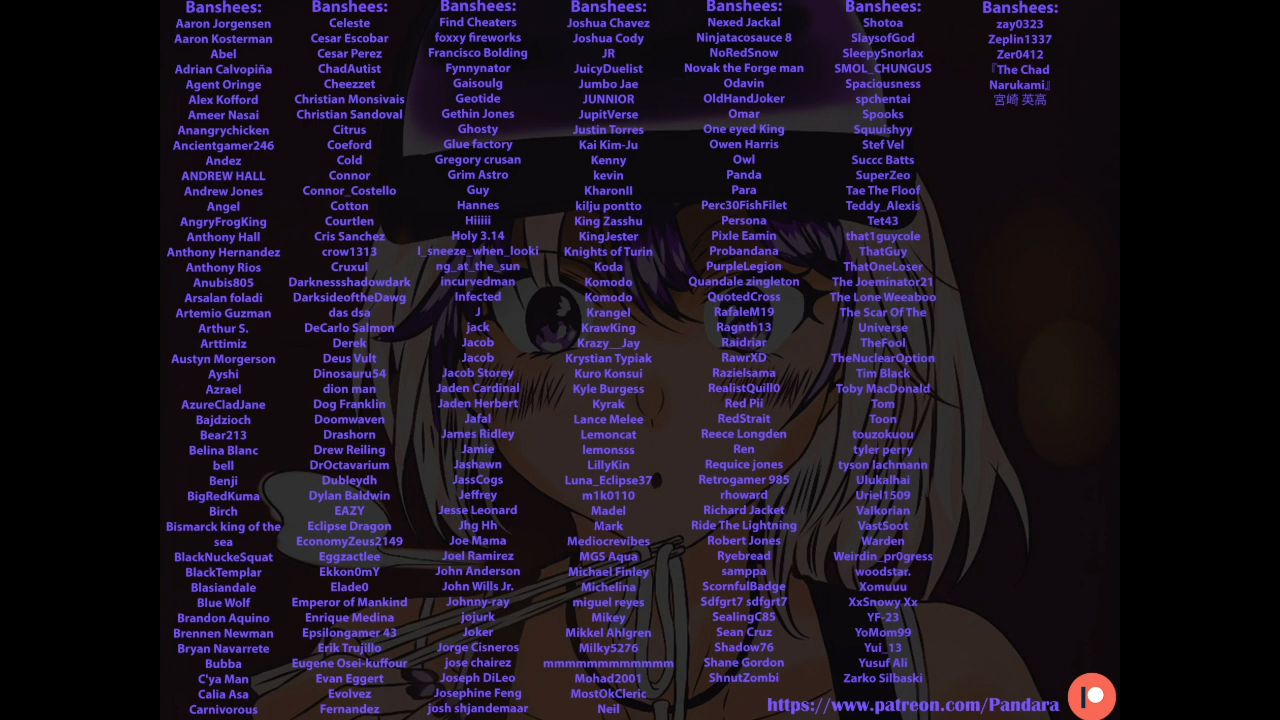 Banshees:
Aaron Jorgensen
Aaron Kosterman
Abel
Adrian Calvopiña
Agent Oringe
Alex Kofford
Ameer Nasai
Anangrychicken
Ancientgamer246
Andez
ANDREW HALL
Andrew Jones
Angel
AngryFrogKing
Anthony Hall
Anthony Hernandez
Anthony Rios
Anubis805
Arsalan foladi
Artemio Guzman
Arthur S.
Arttimiz
Austyn Morgerson
Ayshi
Azrael
AzureCladJane
Bajdzioch
Bear213
Belina Blanc
bell
Benji
BigRedKuma
Birch
Bismarck king of the
sea
BlackNuckeSquat
BlackTemplar
Blasiandale
Blue Wolf
Brandon Aquino
Brennen Newman
Bryan Navarrete
Bubba
C'ya Man
Calia Asa
Carnivorous
Banshees:
Celeste
Cesar Escobar
Cesar Perez
ChadAutist
Cheezzet
Christian Monsivais
Christian Sandoval
Citrus
Coeford
Cold
Connor
Connor_Costello
Cotton
Courtlen
Cris Sanchez
crow1313
Cruxul
Darknessshadowdark
DarksideoftheDawg
das dsa
DeCarlo Salmon
Derek
Deus Vult
Dinosauru54
dion man
Dog Franklin
Doomwaven
Drashorn
Drew Reiling
DrOctavarium
Dubleydh
Dylan Baldwin
EAZY
Eclipse Dragon
EconomyZeus2149
Eggzactlee
Ekkon0mY
Elade0
Emperor of Mankind
Enrique Medina
Epsilongamer 43
Erik Trujillo
Eugene Osei-kuffour
Evan Eggert
Evolvez
Fernandez
Banshees:
Find Cheaters
foxxy fireworks
Francisco Bolding
Fynnynator
Gaisoulg
Geotide
Gethin Jones
Ghosty
Glue factory
Gregory crusan
Grim Astro
Guy
Hannes
Hiiiii
Holy 3.14
I_sneeze_when_looki
ng_at_the_sun
incurvedman
Infected
J
jack
Jacob
Jacob
Jacob Storey
Jaden Cardinal
Jaden Herbert
Jafal
James Ridley
Jamie
Jashawn
JassCogs
Jeffrey
Jesse Leonard
Jhg Hh
Joe Mama
Joel Ramirez
John Anderson
John Wills Jr.
Johnny-ray
jojurk
Joker
Jorge Cisneros
jose chairez
Joseph DiLeo
Josephine Feng
josh shjandemaar
Banshees:
Joshua Chavez
Joshua Cody
JR
JuicyDuelist
Jumbo Jae
JUNNIOR
JupitVerse
Justin Torres
Kai Kim-Ju
Kenny
kevin
Kharonll
kilju pontto
King Zasshu
KingJester
Knights of Turin
Koda
Komodo
Komodo
Krangel
KrawKing
Krazy__Jay
Krystian Typiak
Kuro Konsui
Kyle Burgess
Kyrak
Lance Melee
Lemoncat
lemonsss
LillyKin
Luna_Eclipse37
m1k0110
Madel
Mark
Mediocrevibes
MGS Aqua
Michael Finley
Michelina
miguel reyes
Mikey
Mikkel Ahlgren
Milky5276
mmmmmmmmmmmm
Mohad2001
MostOkCleric
Neil
Banshees:
Nexed Jackal
Ninjatacosauce 8
NoRedSnow
Novak the Forge man
Odavin
OldHandJoker
Omar
One eyed King
Owen Harris
Owl
Panda
Para
Perc30FishFilet
Persona
Pixle Eamin
Probandana
PurpleLegion
Quandale zingleton
QuotedCross
RafaleM19
Ragnth13
Raidriar
RawrXD
Razielsama
RealistQuill0
Red Pii
RedStrait
Reece Longden
Ren
Requice jones
Retrogamer 985
rhoward
Richard Jacket
Ride The Lightning
Robert Jones
Ryebread
samppa
ScornfulBadge
Sdfgrt7 sdfgrt7
SealingC85
Sean Cruz
Shadow76
Shane Gordon
ShnutZombi
Banshees:
Shotoa
SlaysofGod
SleepySnorlax
SMOL_CHUNGUS
Spaciousness
spchentai
Spooks
Squuishyy
Stef Vel
Succc Batts
SuperZeo
Tae The Floof
Teddy_Alexis
Tet43
that1guycole
ThatGuy
ThatOneLoser
The Joeminator21
The Lone Weeaboo
The Scar Of The
Universe
TheFool
TheNuclearOption
Tim Black
Toby MacDonald
Tom
Toon
touzokuou
tyler perry
tyson lachmann
Ulukalhai
Uriel1509
Valkorian
VastSoot
Warden
Weirdin_pr0gress
woodstar.
Xomuuu
XxSnowy Xx
YF-23
YoMom99
Yui_13
Yusuf Ali
Zarko Silbaski
Banshees:
zay0323
Zeplin1337
Zer0412
『The Chad
Narukami』
宮崎 英高
https://www.patreon.com/Pandara